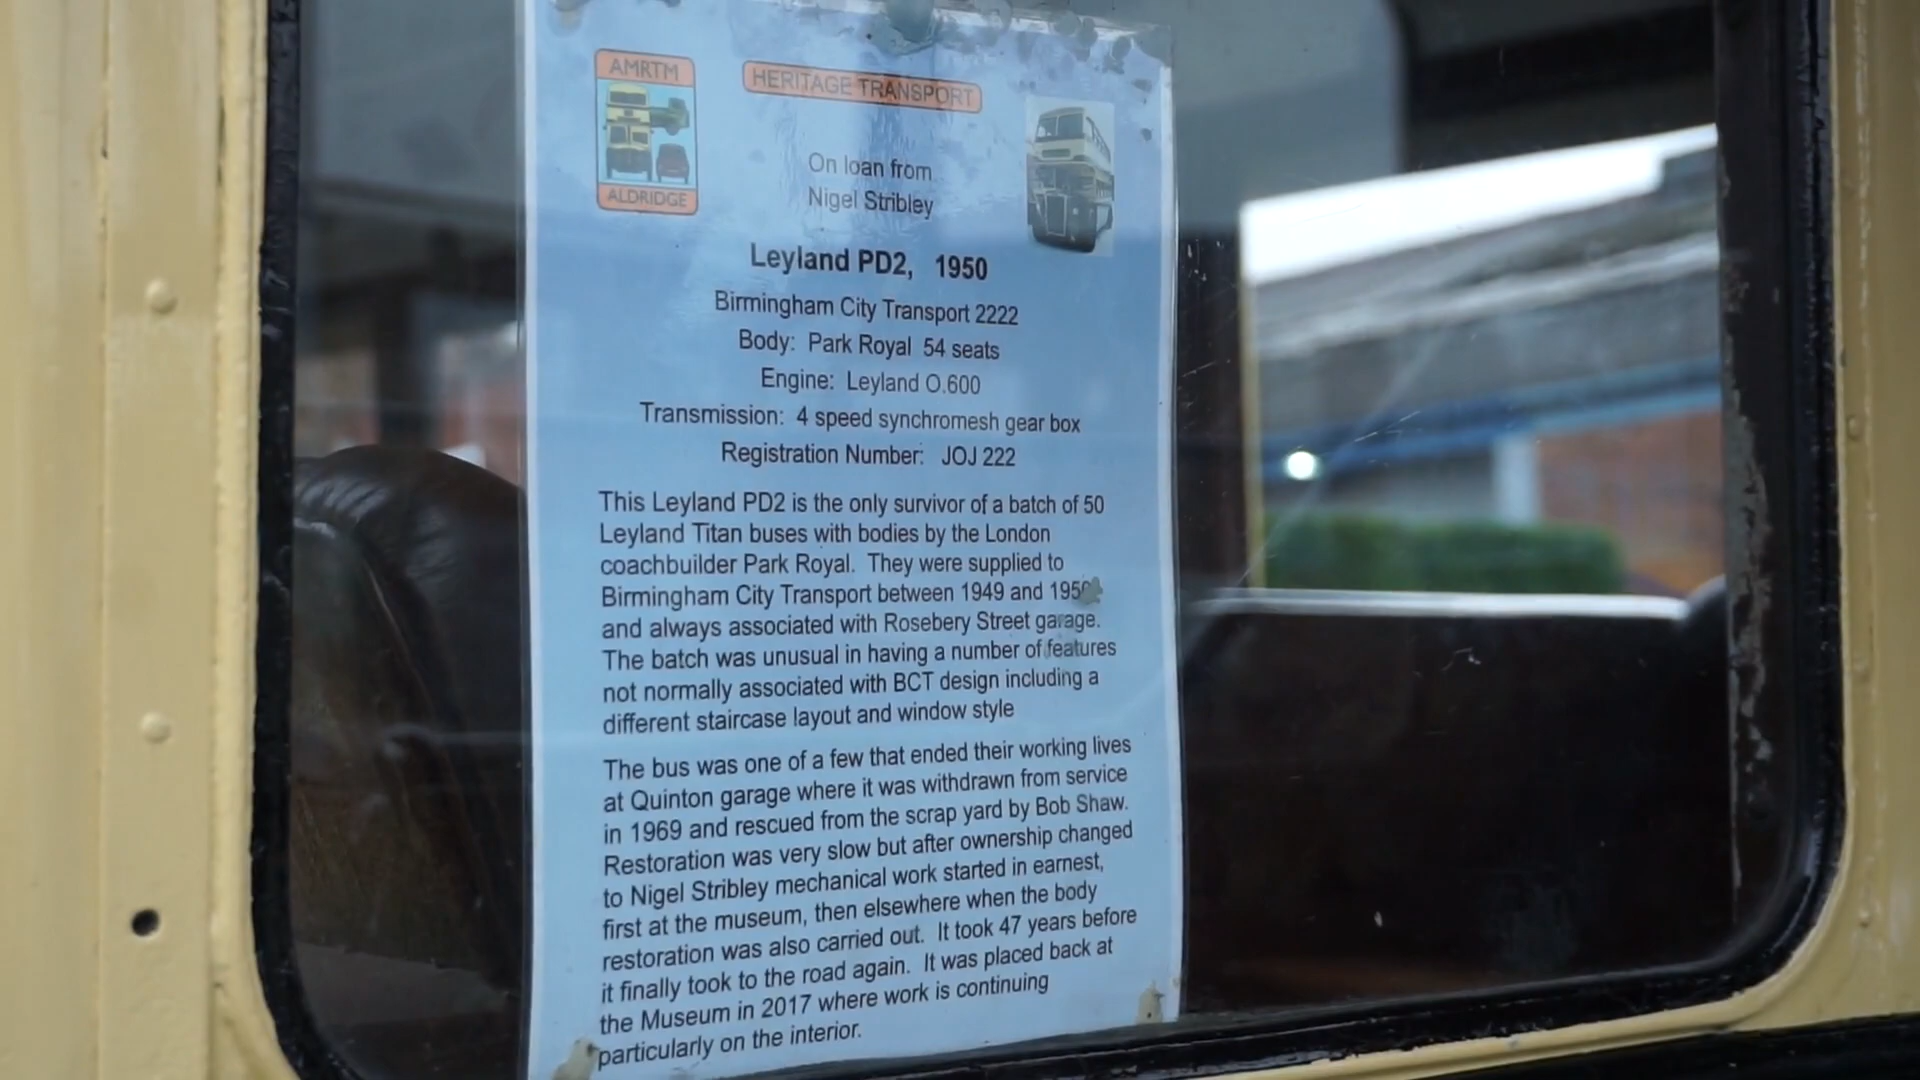 AMRTM
ALDRIDGE
HERITAGE TRANSPORT
On loan from
Nigel Stribley
Leyland PD2, 1950
Birmingham City Transport 2222
Body: Park Royal 54 seats
Engine: Leyland O.600
Transmission: 4 speed synchromesh gear box
Registration Number: JOJ 222
This Leyland PD2 is the only survivor of a batch of 50
Leyland Titan buses with bodies by the London
coachbuilder Park Royal. They were supplied to
Birmingham City Transport between 1949 and 1950
and always associated with Rosebery Street garage.
The batch was unusual in having a number of features
not normally associated with BCT design including a
different staircase layout and window style
The bus was one of a few that ended their working lives
at Quinton garage where it was withdrawn from service
in 1969 and rescued from the scrap yard by Bob Shaw.
Restoration was very slow but after ownership changed
to Nigel Stribley mechanical work started in earnest,
first at the museum, then elsewhere when the body
restoration was also carried out. It took 47 years before
it finally took to the road again. It was placed back at
the Museum in 2017 where work is continuing
particularly on the interior.